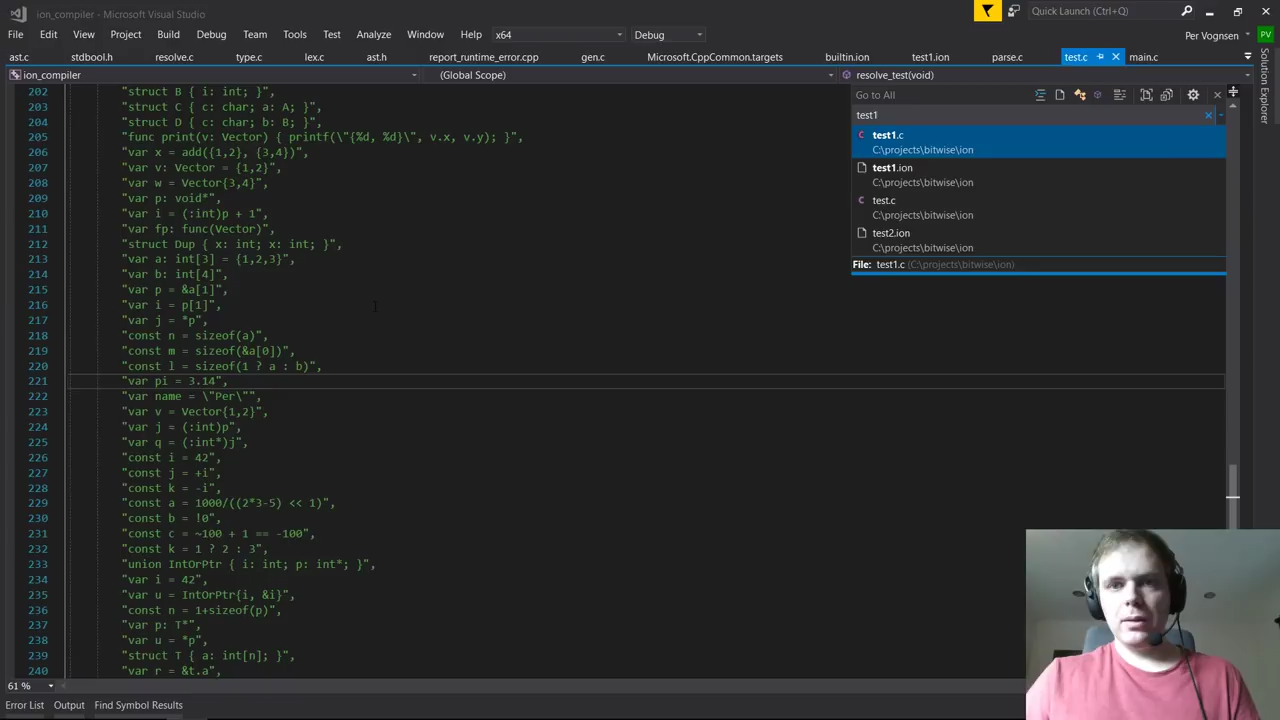 ion_compiler - Microsoft Visual Studio
Quick Launch (Ctrl+Q)
File Edit View Project Build Debug Team Tools Test Analyze Window Help x64 Debug Per Vognsen PV
ast.c stdbool.h resolve.c type.c lex.c ast.h report_runtime_error.cpp gen.c Microsoft.CppCommon.targets builtin.ion test1.ion parse.c test.c main.c
ion_compiler (Global Scope) resolve_test(void)
Solution Explorer
Go to All
test1
test1.c
C:\projects\bitwise\ion
test1.ion
C:\projects\bitwise\ion
test.c
C:\projects\bitwise\ion
test2.ion
C:\projects\bitwise\ion
File: test1.c (C:\projects\bitwise\ion)
202 "struct B { i: int; }",
203 "struct C { c: char; a: A; }",
204 "struct D { c: char; b: B; }",
205 "func print(v: Vector) { printf(\"{%d, %d}\", v.x, v.y); }",
206 "var x = add({1,2}, {3,4})",
207 "var v: Vector = {1,2}",
208 "var w = Vector{3,4}",
209 "var p: void*",
210 "var i = (:int)p + 1",
211 "var fp: func(Vector)",
212 "struct Dup { x: int; x: int; }",
213 "var a: int[3] = {1,2,3}",
214 "var b: int[4]",
215 "var p = &a[1]",
216 "var i = p[1]",
217 "var j = *p",
218 "const n = sizeof(a)",
219 "const m = sizeof(&a[0])",
220 "const l = sizeof(1 ? a : b)",
221 "var pi = 3.14",
222 "var name = \"Per\"",
223 "var v = Vector{1,2}",
224 "var j = (:int)p",
225 "var q = (:int*)j",
226 "const i = 42",
227 "const j = +i",
228 "const k = -i",
229 "const a = 1000/((2*3-5) << 1)",
230 "const b = !0",
231 "const c = ~100 + 1 == -100",
232 "const k = 1 ? 2 : 3",
233 "union IntOrPtr { i: int; p: int*; }",
234 "var i = 42",
235 "var u = IntOrPtr{i, &i}",
236 "const n = 1+sizeof(p)",
237 "var p: T*",
238 "var u = *p",
239 "struct T { a: int[n]; }",
240 "var r = &t.a",
61 %
Error List Output Find Symbol Results